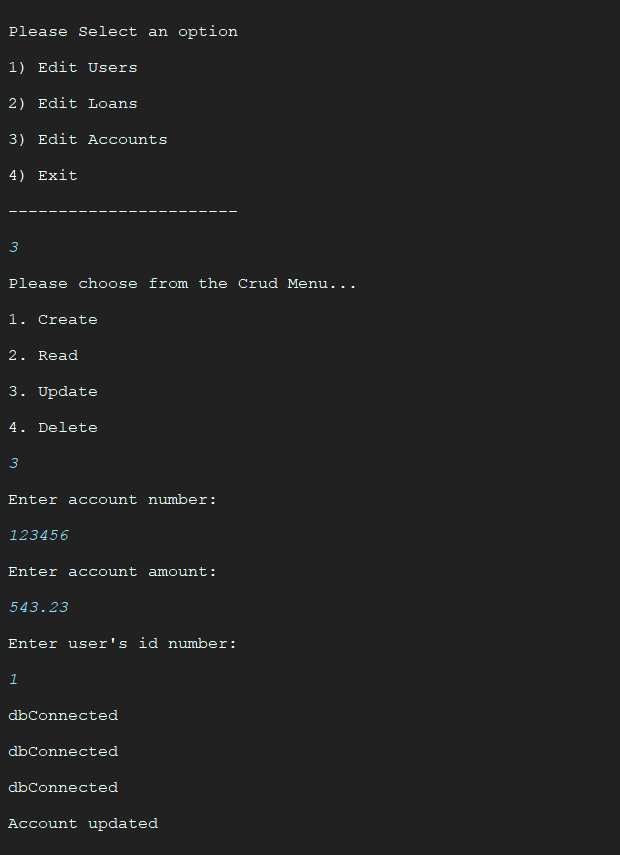 Please Select an option
1) Edit Users
2) Edit Loans
3) Edit Accounts
4) Exit
-----------------------
3
Please choose from the Crud Menu...
1. Create
2. Read
3. Update
4. Delete
3
Enter account number:
123456
Enter account amount:
543.23
Enter user's id number:
1
dbConnected
dbConnected
dbConnected
Account updated